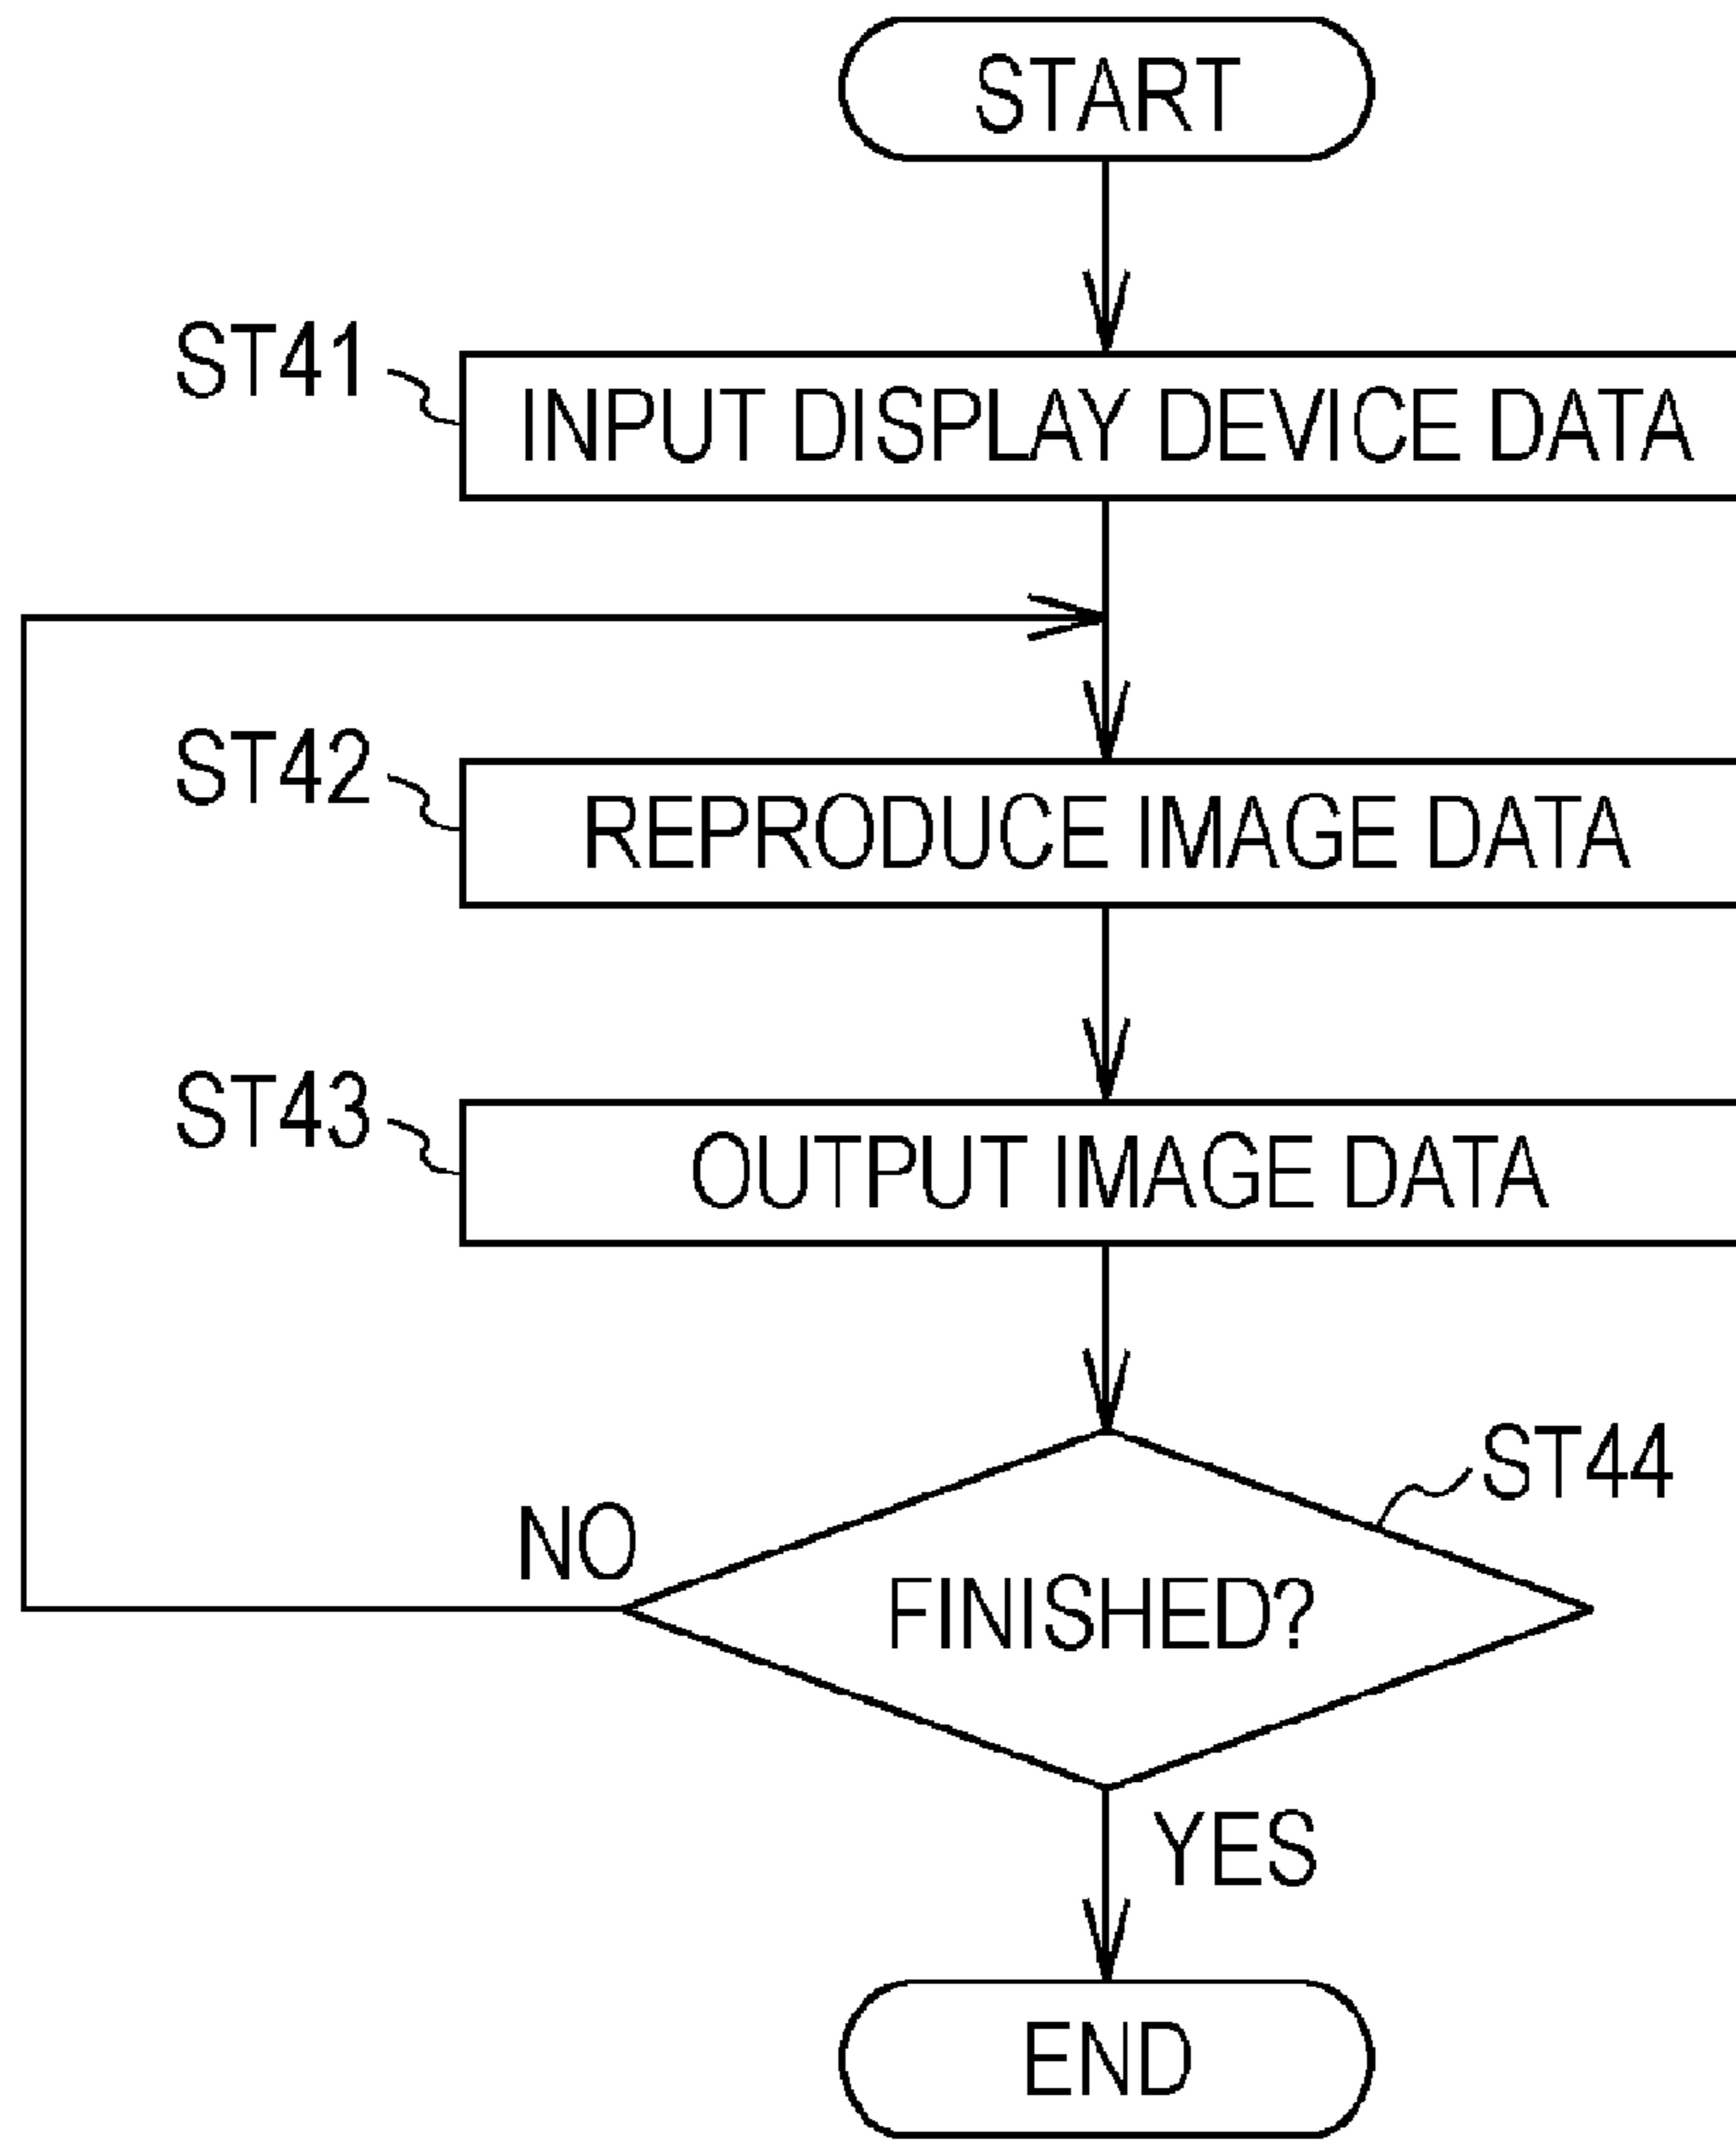 START
ST41
INPUT DISPLAY DEVICE DATA
ST42
REPRODUCE IMAGE DATA
ST43
OUTPUT IMAGE DATA
ST44
NO
FINISHED?
YES
END